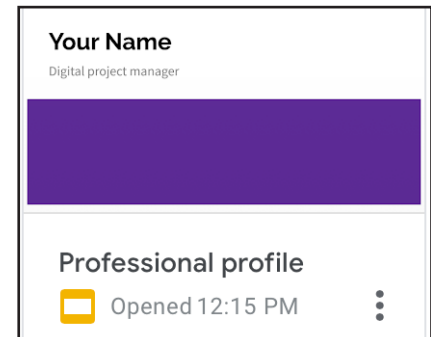 Your Name
Digital project manager
Professional profile
Opened 12:15 PM